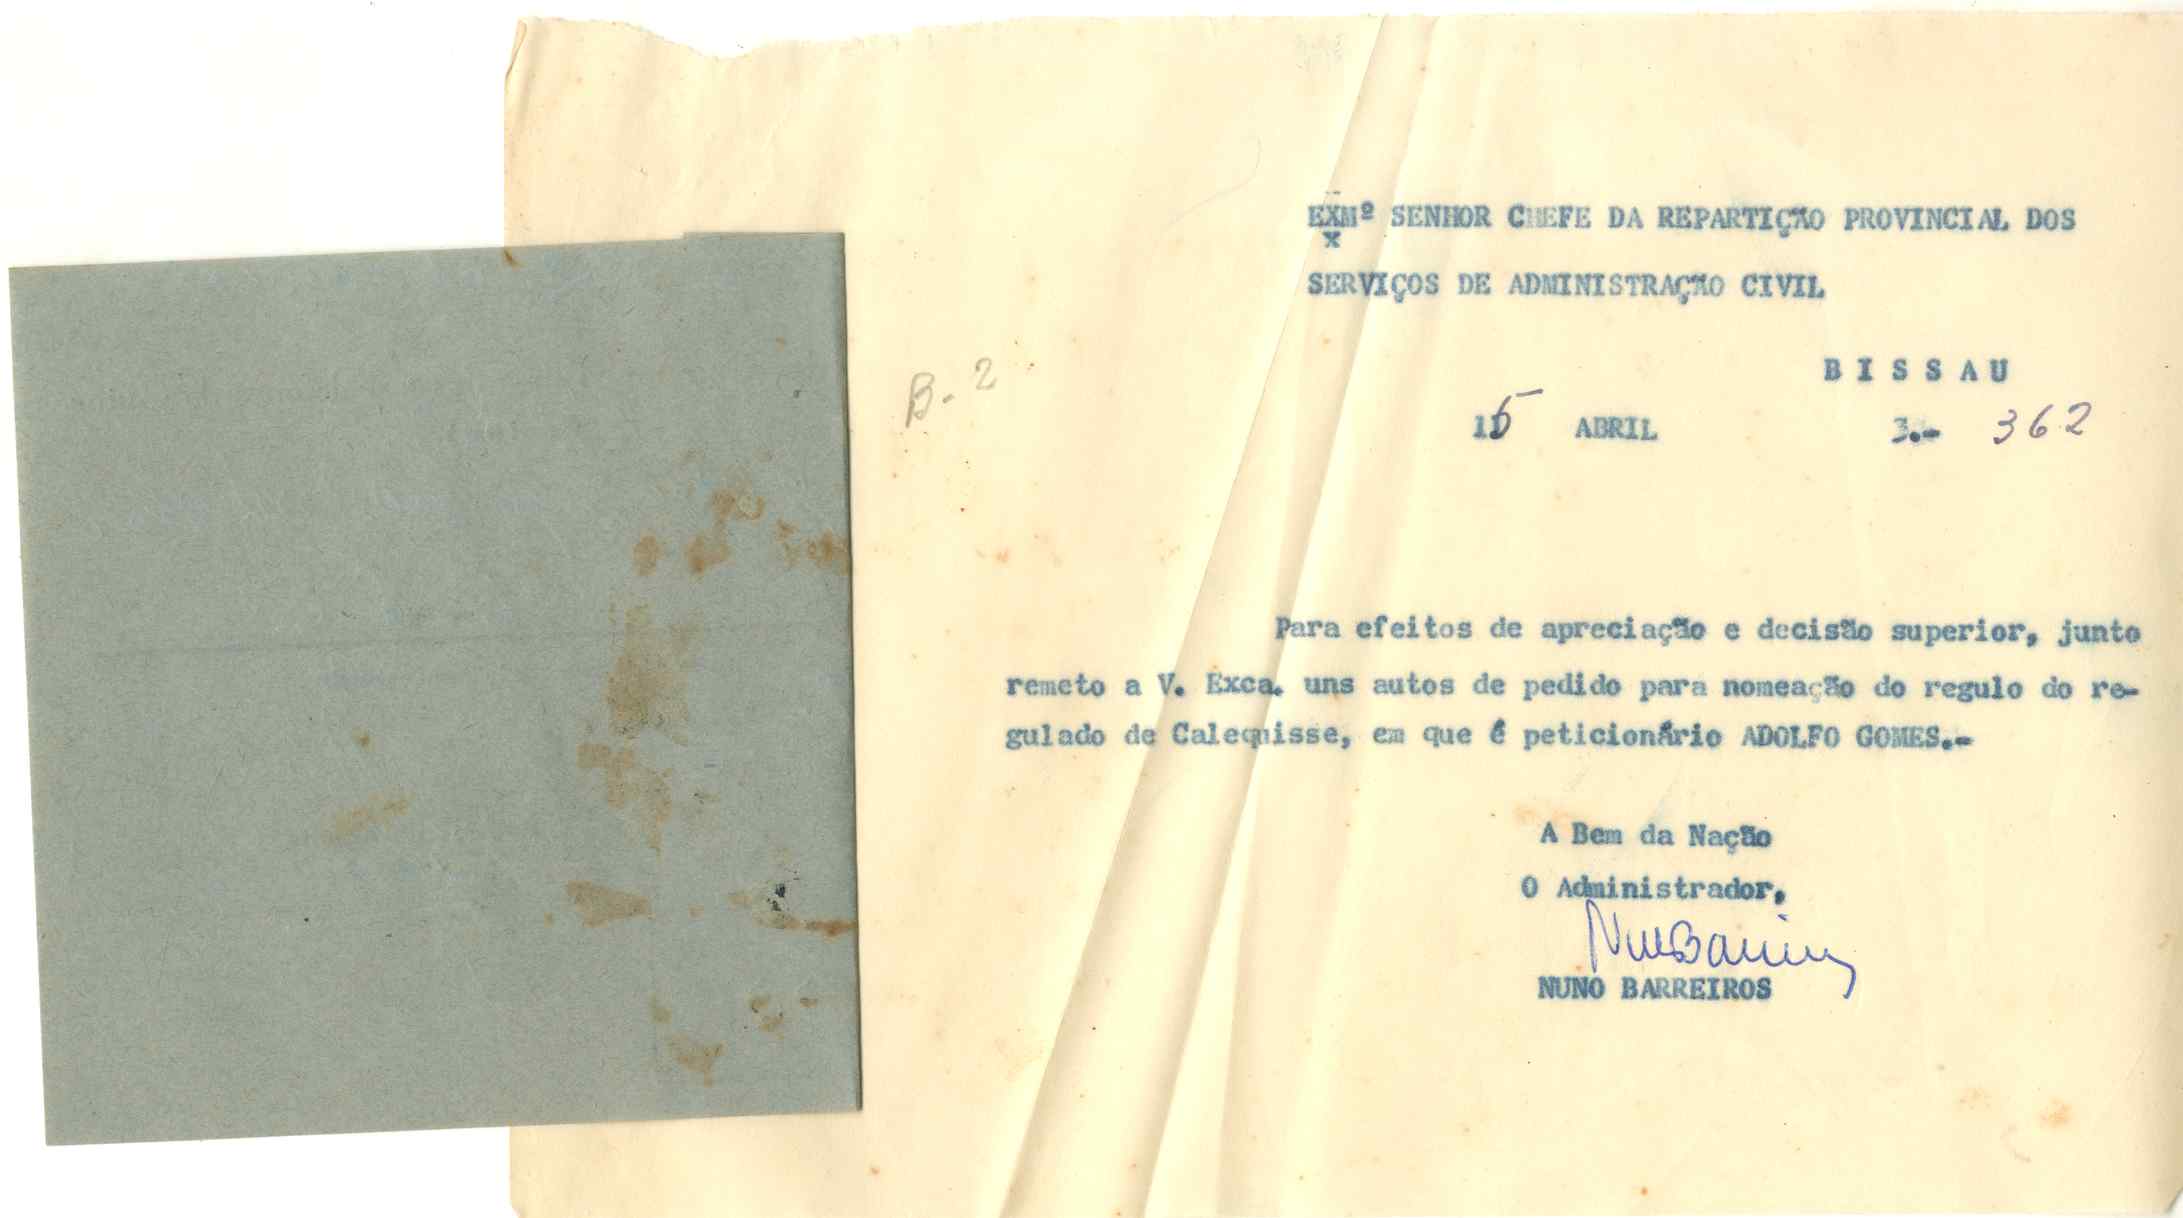 EXMº SENHOR CHEFE DA REPARTIÇÃO PROVINCIAL DOS
x
SERVIÇOS DE ADMINISTRAÇÃO CIVIL
BISSAU
B-2
15 ABRIL 3.- 362
Para efeitos de apreciação e decisão superior, junto
remeto a V. Exca. uns autos de pedido para nomeação do regulo do re-
gulado de Calequisse, em que é peticionário ADOLFO GOMES.-
A Bem da Nação
O Administrador,
NUNO BARREIROS